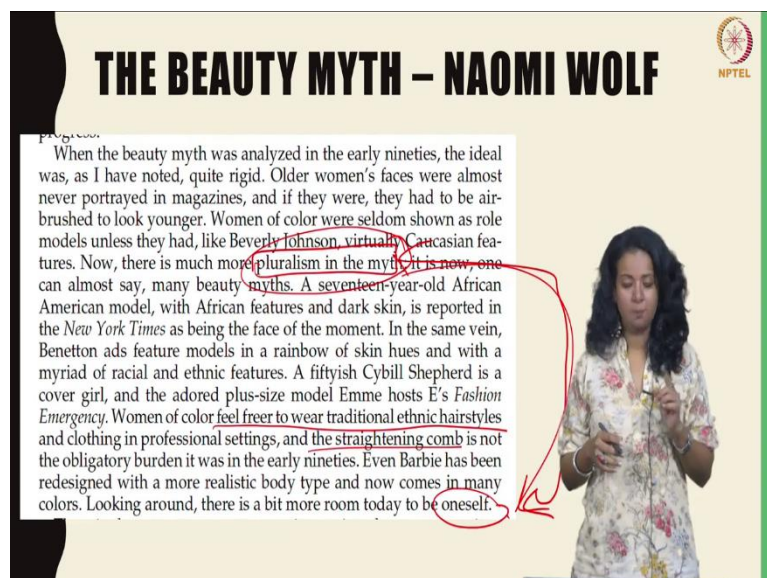 THE BEAUTY MYTH – NAOMI WOLF
NPTEL
progress.
When the beauty myth was analyzed in the early nineties, the ideal
was, as I have noted, quite rigid. Older women's faces were almost
never portrayed in magazines, and if they were, they had to be air-
brushed to look younger. Women of color were seldom shown as role
models unless they had, like Beverly Johnson, virtually Caucasian fea-
tures. Now, there is much more pluralism in the myth; it is now, one
can almost say, many beauty myths. A seventeen-year-old African
American model, with African features and dark skin, is reported in
the New York Times as being the face of the moment. In the same vein,
Benetton ads feature models in a rainbow of skin hues and with a
myriad of racial and ethnic features. A fiftyish Cybill Shepherd is a
cover girl, and the adored plus-size model Emme hosts E's Fashion
Emergency. Women of color feel freer to wear traditional ethnic hairstyles
and clothing in professional settings, and the straightening comb is not
the obligatory burden it was in the early nineties. Even Barbie has been
redesigned with a more realistic body type and now comes in many
colors. Looking around, there is a bit more room today to be oneself.